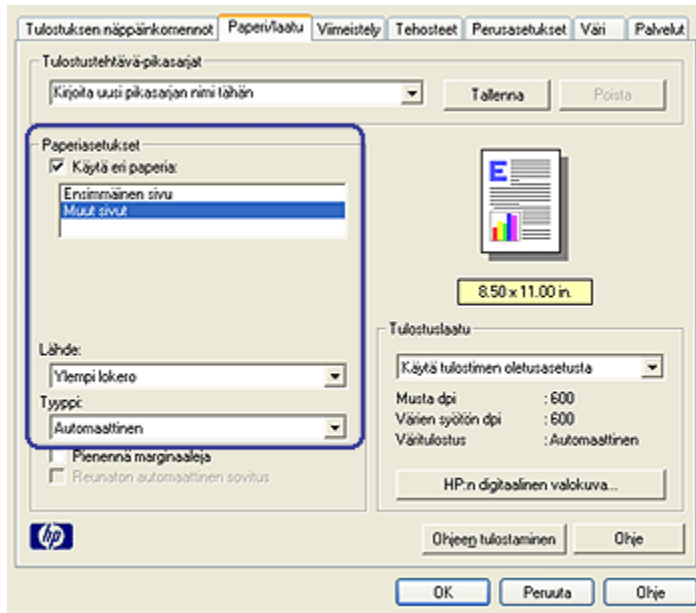 Tulostuksen näppäinkomennot Paperi/laatu Viimeistely Tehosteet Perusasetukset Väri Palvelut
Tulostustehtävä-pikasarjat
Kirjoita uusi pikasarjan nimi tähän
Tallenna
Poista
Paperiasetukset
Käytä eri paperia:
Ensimmäinen sivu
Muut sivut
E
8.50 x 11.00 in.
Lähde:
Ylempi lokero
Tyyppi:
Automaattinen
Pienennä marginaaleja
Reunaton automaattinen sovitus
Tulostuslaatu
Käytä tulostimen oletusasetusta
Musta dpi : 600
Värien syötön dpi : 600
Väritulostus : Automaattinen
HP:n digitaalinen valokuva...
hp
Ohjeen tulostaminen
Ohje
OK
Peruuta
Ohje